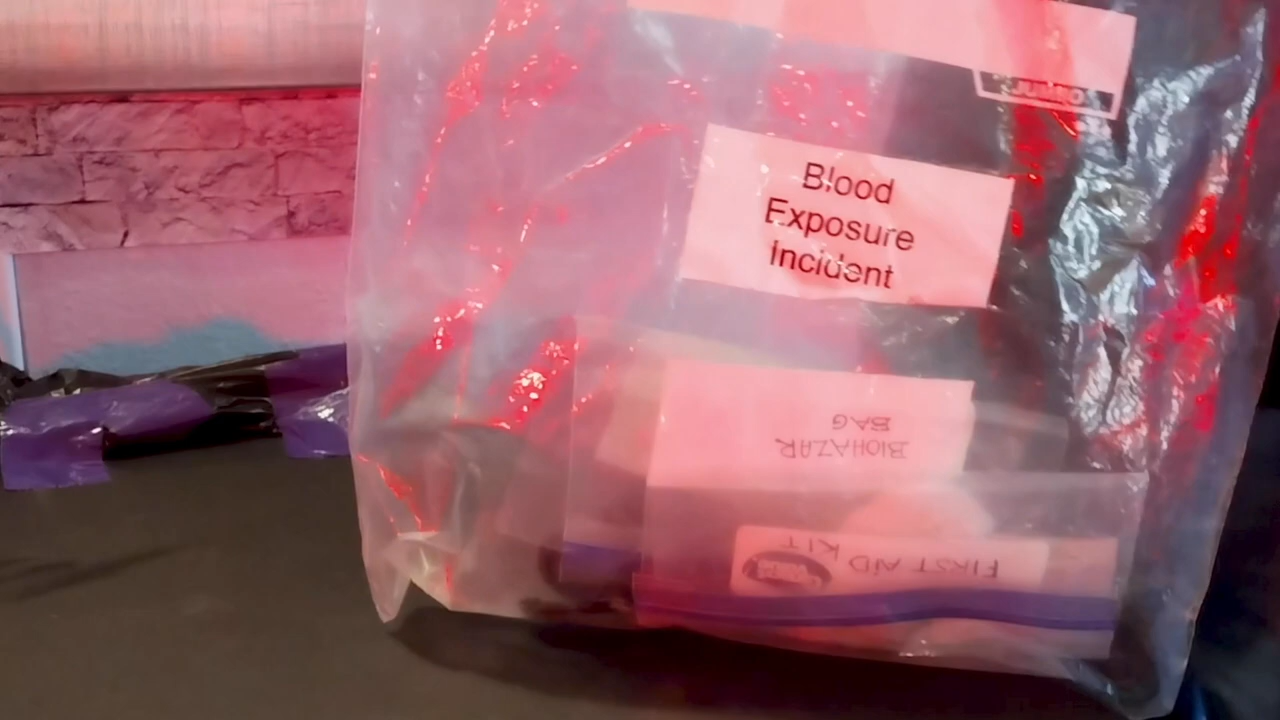 JUMBO
Blood
Exposure
Incident
BIOHAZAR
BAG
FIRST AID KIT